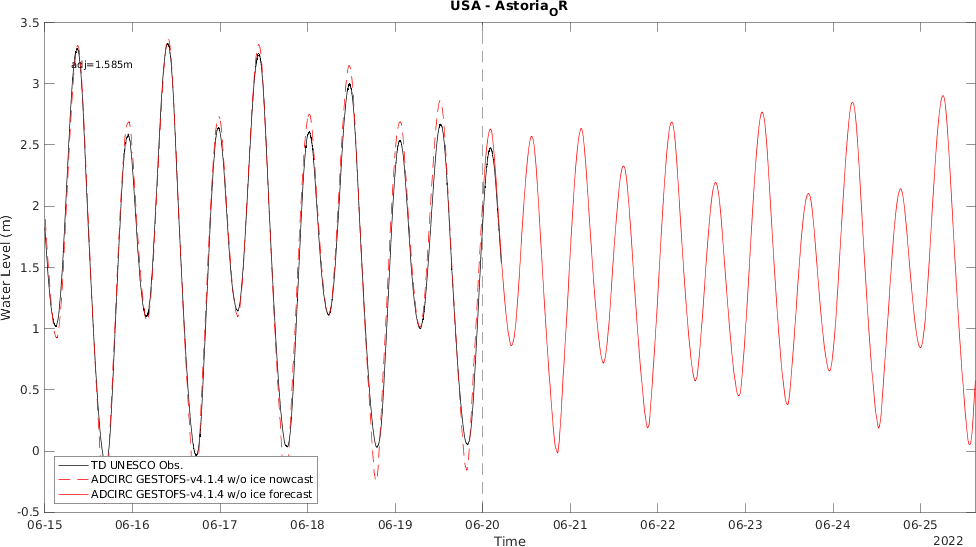 USA - Astoria_OR
3.5
3
2.5
2
1.5
1
0.5
0
-0.5
Water Level (m)
adj=1.585m
TD UNESCO Obs.
ADCIRC GESTOFS-v4.1.4 w/o ice nowcast
ADCIRC GESTOFS-v4.1.4 w/o ice forecast
06-15 06-16 06-17 06-18 06-19 06-20 06-21 06-22 06-23 06-24 06-25
Time
2022